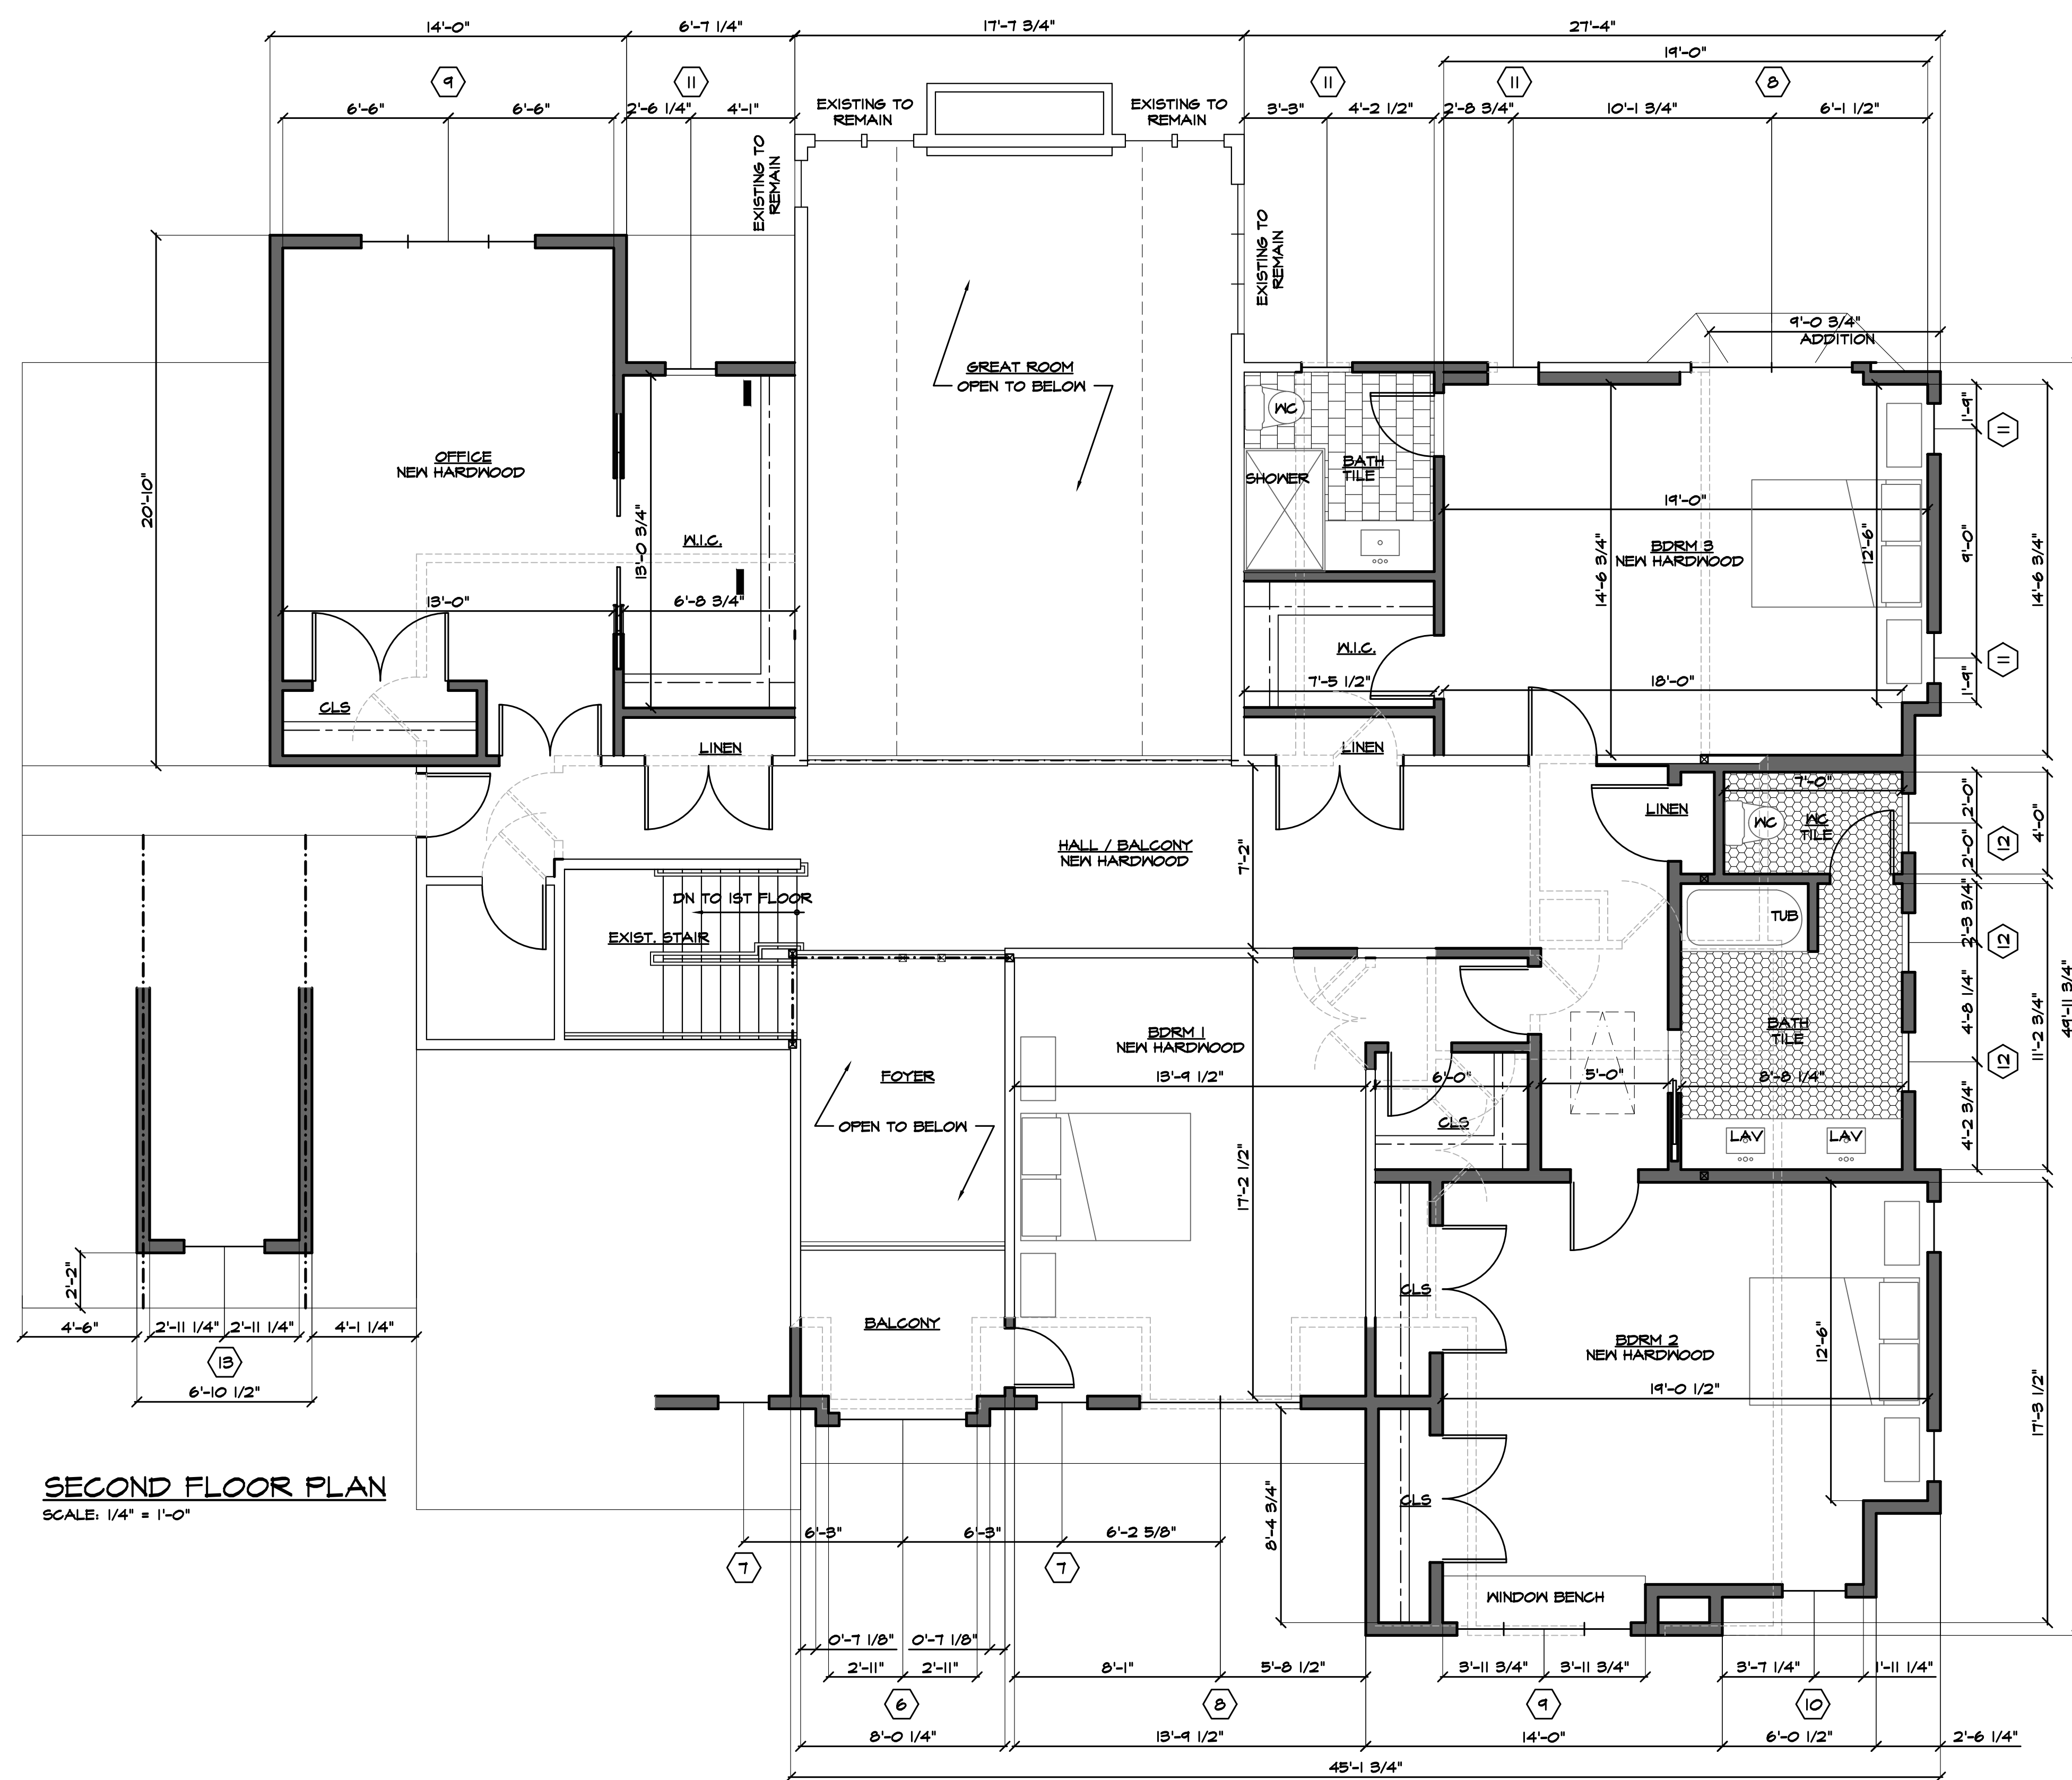 14'-0"
6'-7 1/4"
17'-7 3/4"
27'-4"
19'-0"
9
11
11
11
8
6'-6"
6'-6"
2'-6 1/4"
4'-1"
EXISTING TO
REMAIN
EXISTING TO
REMAIN
3'-3"
4'-2 1/2"
2'-8 3/4"
10'-1 3/4"
6'-1 1/2"
EXISTING TO
REMAIN
EXISTING TO
REMAIN
9'-0 3/4"
ADDITION
20'-10"
OFFICE
NEW HARDWOOD
13'-0 3/4"
W.I.C.
13'-0"
6'-8 3/4"
CLS
LINEN
GREAT ROOM
OPEN TO BELOW
WC
SHOWER
BATH
TILE
W.I.C.
7'-5 1/2"
LINEN
19'-0"
BDRM 3
NEW HARDWOOD
14'-6 3/4"
12'-6"
18'-0"
1'-9"
11
9'-0"
14'-6 3/4"
11
1'-9"
HALL / BALCONY
NEW HARDWOOD
7'-2"
LINEN
7'-0"
WC
WC
TILE
2'-0"
2'-0"
12
4'-0"
TUB
2'-3 3/4"
12
4'-8 1/4"
11'-2 3/4"
49'-11 3/4"
12
4'-2 3/4"
BATH
TILE
8'-8 1/4"
LAV
LAV
DN TO 1ST FLOOR
EXIST. STAIR
FOYER
OPEN TO BELOW
BALCONY
BDRM 1
NEW HARDWOOD
13'-9 1/2"
17'-2 1/2"
6'-0"
CLS
5'-0"
CLS
CLS
BDRM 2
NEW HARDWOOD
12'-6"
19'-0 1/2"
17'-3 1/2"
WINDOW BENCH
2'-2"
4'-6"
2'-11 1/4"
2'-11 1/4"
4'-1 1/4"
13
6'-10 1/2"
SECOND FLOOR PLAN
SCALE: 1/4" = 1'-0"
6'-3"
6'-3"
6'-2 5/8"
8'-4 3/4"
7
7
0'-7 1/8"
0'-7 1/8"
2'-11"
2'-11"
8'-1"
5'-8 1/2"
3'-11 3/4"
3'-11 3/4"
3'-7 1/4"
1'-11 1/4"
6
8
9
10
8'-0 1/4"
13'-9 1/2"
14'-0"
6'-0 1/2"
2'-6 1/4"
45'-1 3/4"